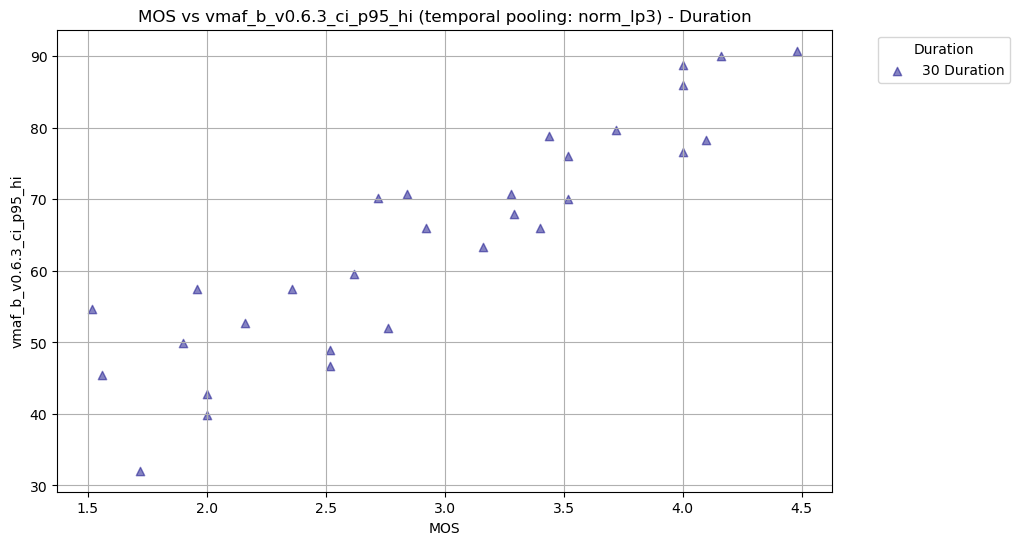 MOS vs vmaf_b_v0.6.3_ci_p95_hi (temporal pooling: norm_lp3) - Duration
Duration
30 Duration
vmaf_b_v0.6.3_ci_p95_hi
90
80
70
60
50
40
30
1.5 2.0 2.5 3.0 3.5 4.0 4.5
MOS